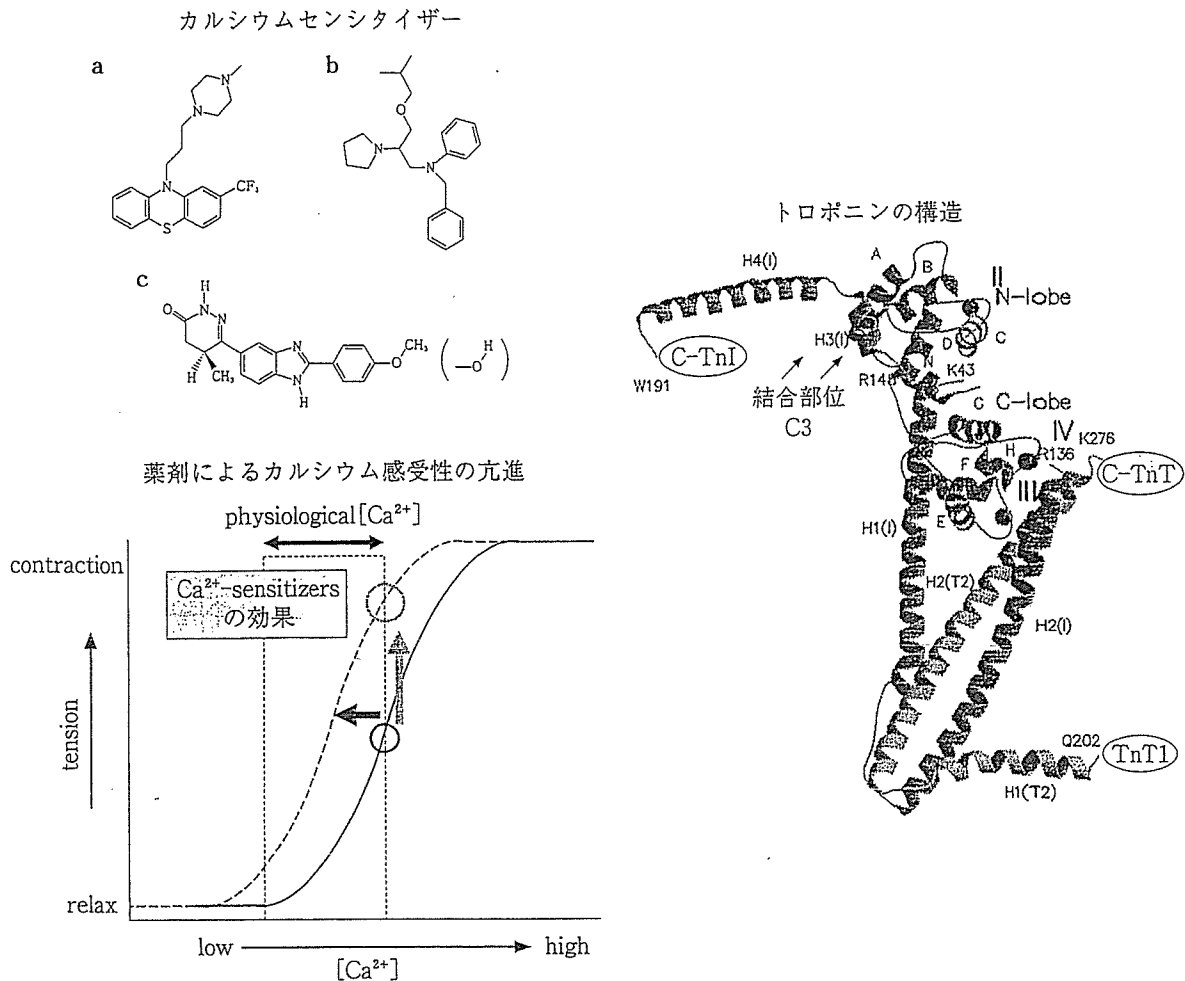 カルシウムセンシタイザー
a
N
N
N
CF₃
S
b
O
N
N
c
H
N
N
O
H
CH₃
N
N
H
O
CH₃
(—O H)
薬剤によるカルシウム感受性の亢進
physiological[Ca²⁺]
contraction
Ca²⁺-sensitizers
の効果
tension
relax
low
high
[Ca²⁺]
トロポニンの構造
H4(I)
A
B
II
N-lobe
C
D
H3(I)
N
C-TnI
W191
R148
K43
結合部位
C3
G
C-lobe
IV
K276
H
R136
F
C-TnT
III
E
H1(I)
H2(T2)
H2(I)
Q202
TnT1
H1(T2)